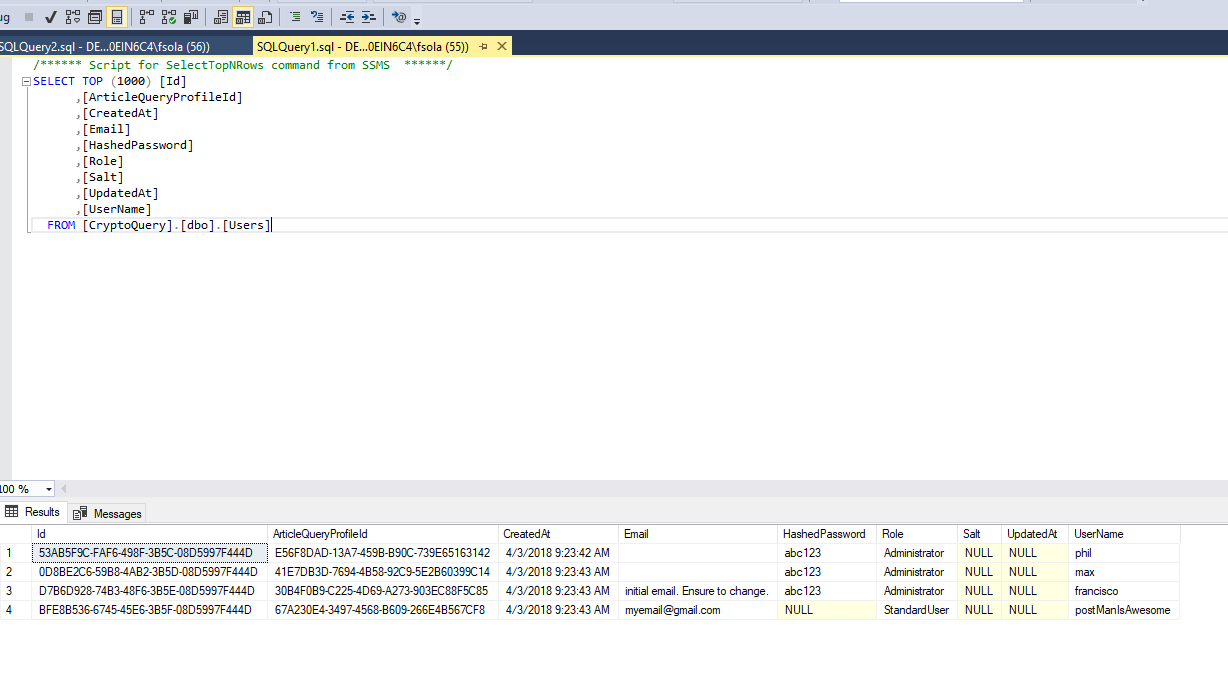 ug
SQLQuery2.sql - DE...0EIN6C4\fsola (56))
SQLQuery1.sql - DE...0EIN6C4\fsola (55))
/****** Script for SelectTopNRows command from SSMS  ******/
SELECT TOP (1000) [Id]
,[ArticleQueryProfileId]
,[CreatedAt]
,[Email]
,[HashedPassword]
,[Role]
,[Salt]
,[UpdatedAt]
,[UserName]
FROM [CryptoQuery].[dbo].[Users]
100 %
Results Messages
Id ArticleQueryProfileId CreatedAt Email HashedPassword Role Salt UpdatedAt UserName
1 53AB5F9C-FAF6-498F-3B5C-08D5997F444D E56F8DAD-13A7-459B-B90C-739E65163142 4/3/2018 9:23:42 AM abc123 Administrator NULL NULL phil
2 0D8BE2C6-59B8-4AB2-3B5D-08D5997F444D 41E7DB3D-7694-4B58-92C9-5E2B60399C14 4/3/2018 9:23:43 AM abc123 Administrator NULL NULL max
3 D7B6D928-74B3-48F6-3B5E-08D5997F444D 30B4F0B9-C225-4D69-A273-903EC88F5C85 4/3/2018 9:23:43 AM initial email. Ensure to change. abc123 Administrator NULL NULL francisco
4 BFE8B536-6745-45E6-3B5F-08D5997F444D 67A230E4-3497-4568-B609-266E4B567CF8 4/3/2018 9:23:43 AM myemail@gmail.com NULL StandardUser NULL NULL postManIsAwesome